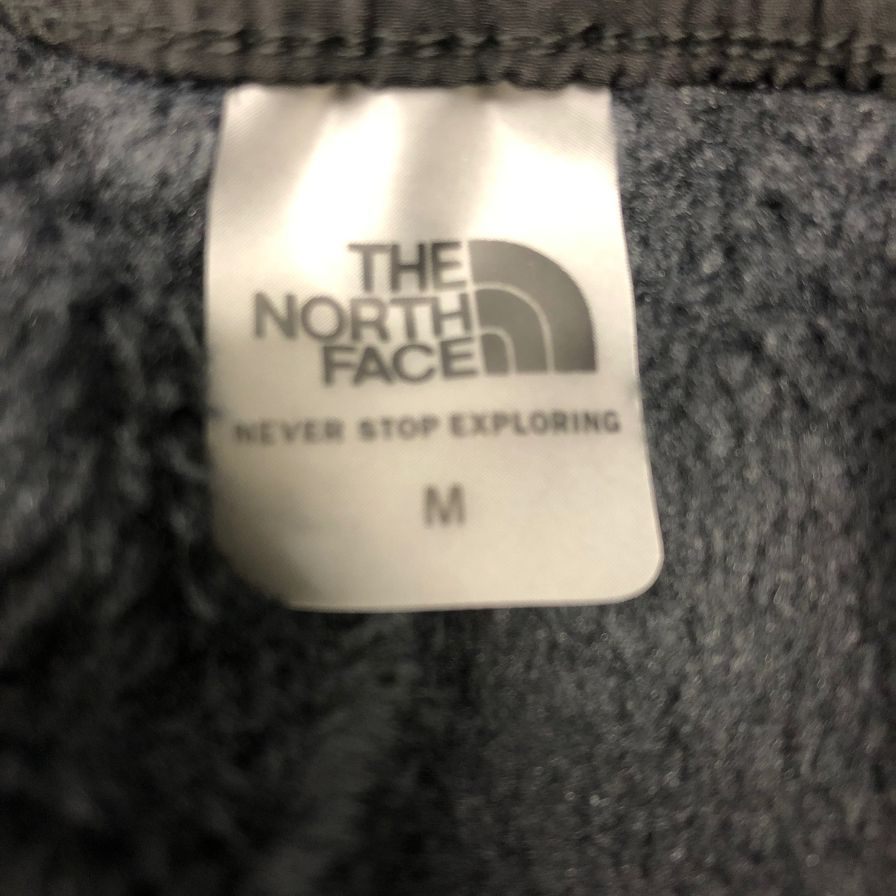 THE
NORTH
FACE
NEVER STOP EXPLORING
M